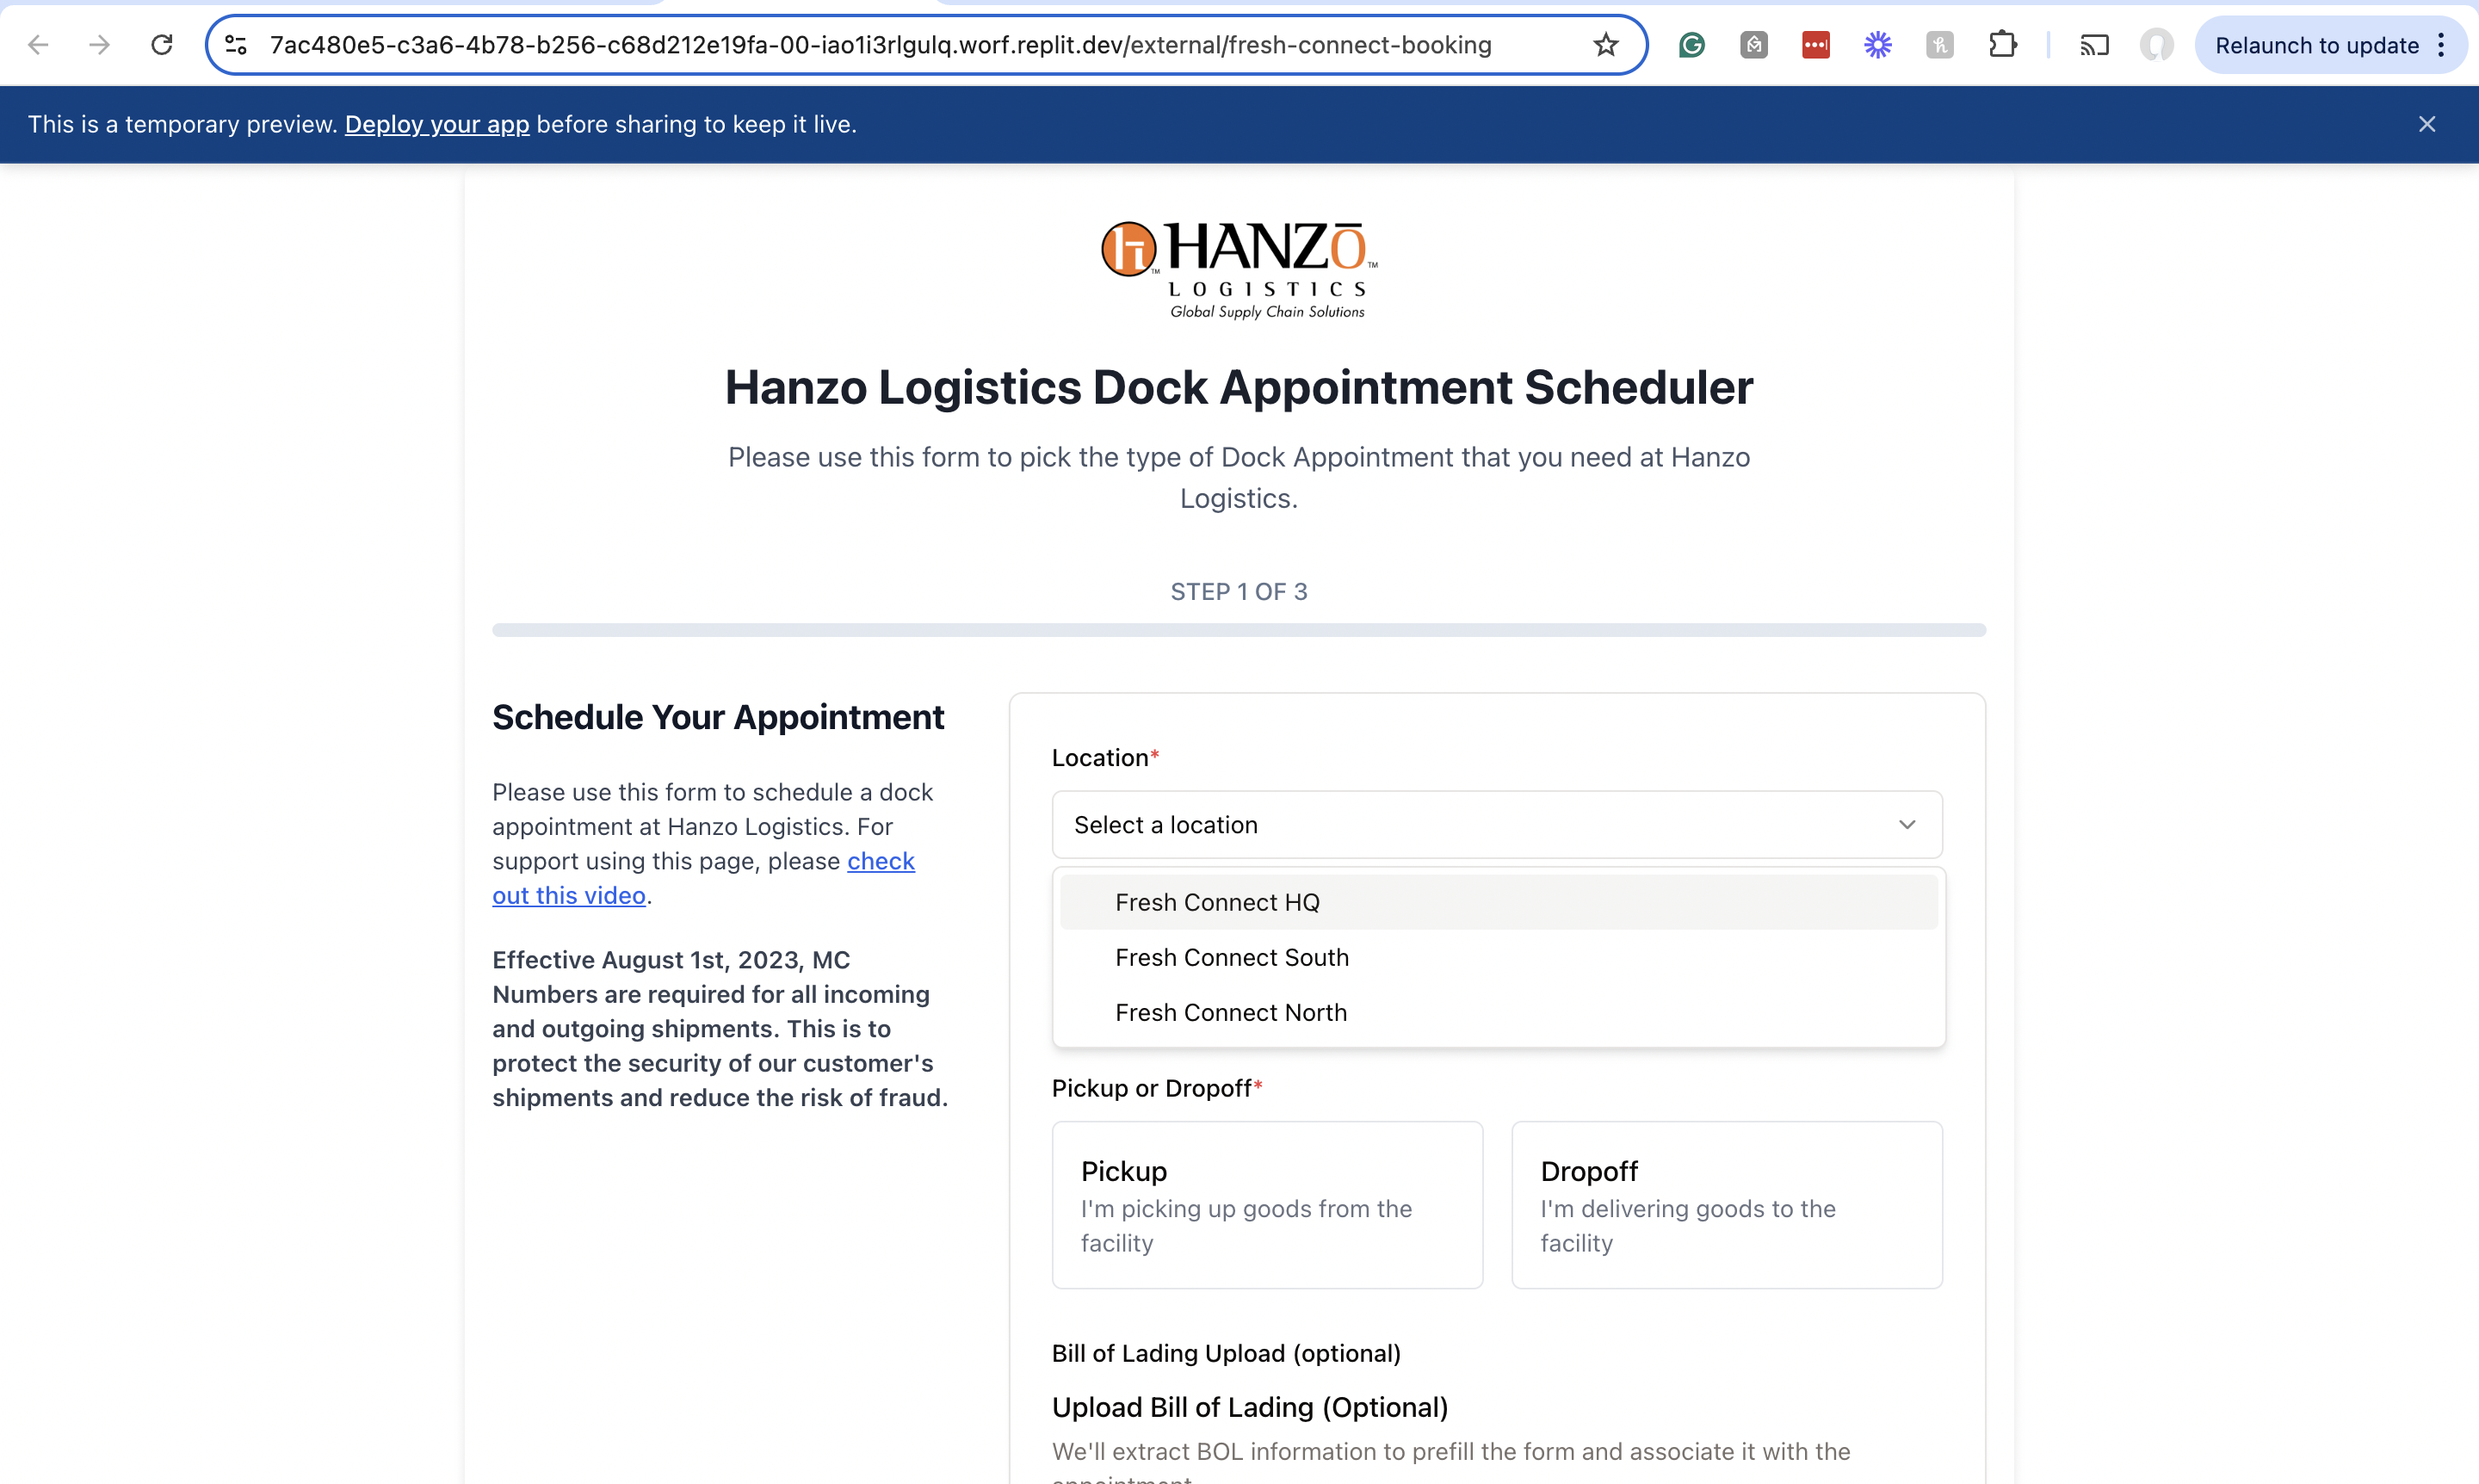 7ac480e5-c3a6-4b78-b256-c68d212e19fa-00-iao1i3rlgulq.worf.replit.dev/external/fresh-connect-booking
Relaunch to update
This is a temporary preview. Deploy your app before sharing to keep it live.
HANZŌ™
LOGISTICS
Global Supply Chain Solutions
Hanzo Logistics Dock Appointment Scheduler
Please use this form to pick the type of Dock Appointment that you need at Hanzo
Logistics.
STEP 1 OF 3
Schedule Your Appointment
Please use this form to schedule a dock
appointment at Hanzo Logistics. For
support using this page, please check
out this video.
Effective August 1st, 2023, MC
Numbers are required for all incoming
and outgoing shipments. This is to
protect the security of our customer's
shipments and reduce the risk of fraud.
Location*
Select a location
Fresh Connect HQ
Fresh Connect South
Fresh Connect North
Pickup or Dropoff*
Pickup
I'm picking up goods from the
facility
Dropoff
I'm delivering goods to the
facility
Bill of Lading Upload (optional)
Upload Bill of Lading (Optional)
We'll extract BOL information to prefill the form and associate it with the